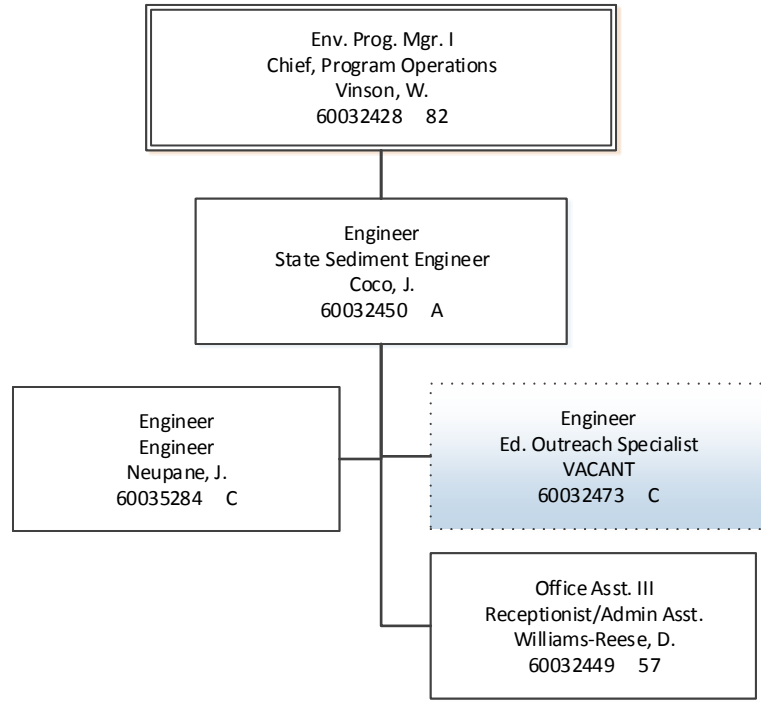 Env. Prog. Mgr. I
Chief, Program Operations
Vinson, W.
60032428 82
Engineer
State Sediment Engineer
Coco, J.
60032450 A
Engineer
Engineer
Neupane, J.
60035284 C
Engineer
Ed. Outreach Specialist
VACANT
60032473 C
Office Asst. III
Receptionist/Admin Asst.
Williams-Reese, D.
60032449 57